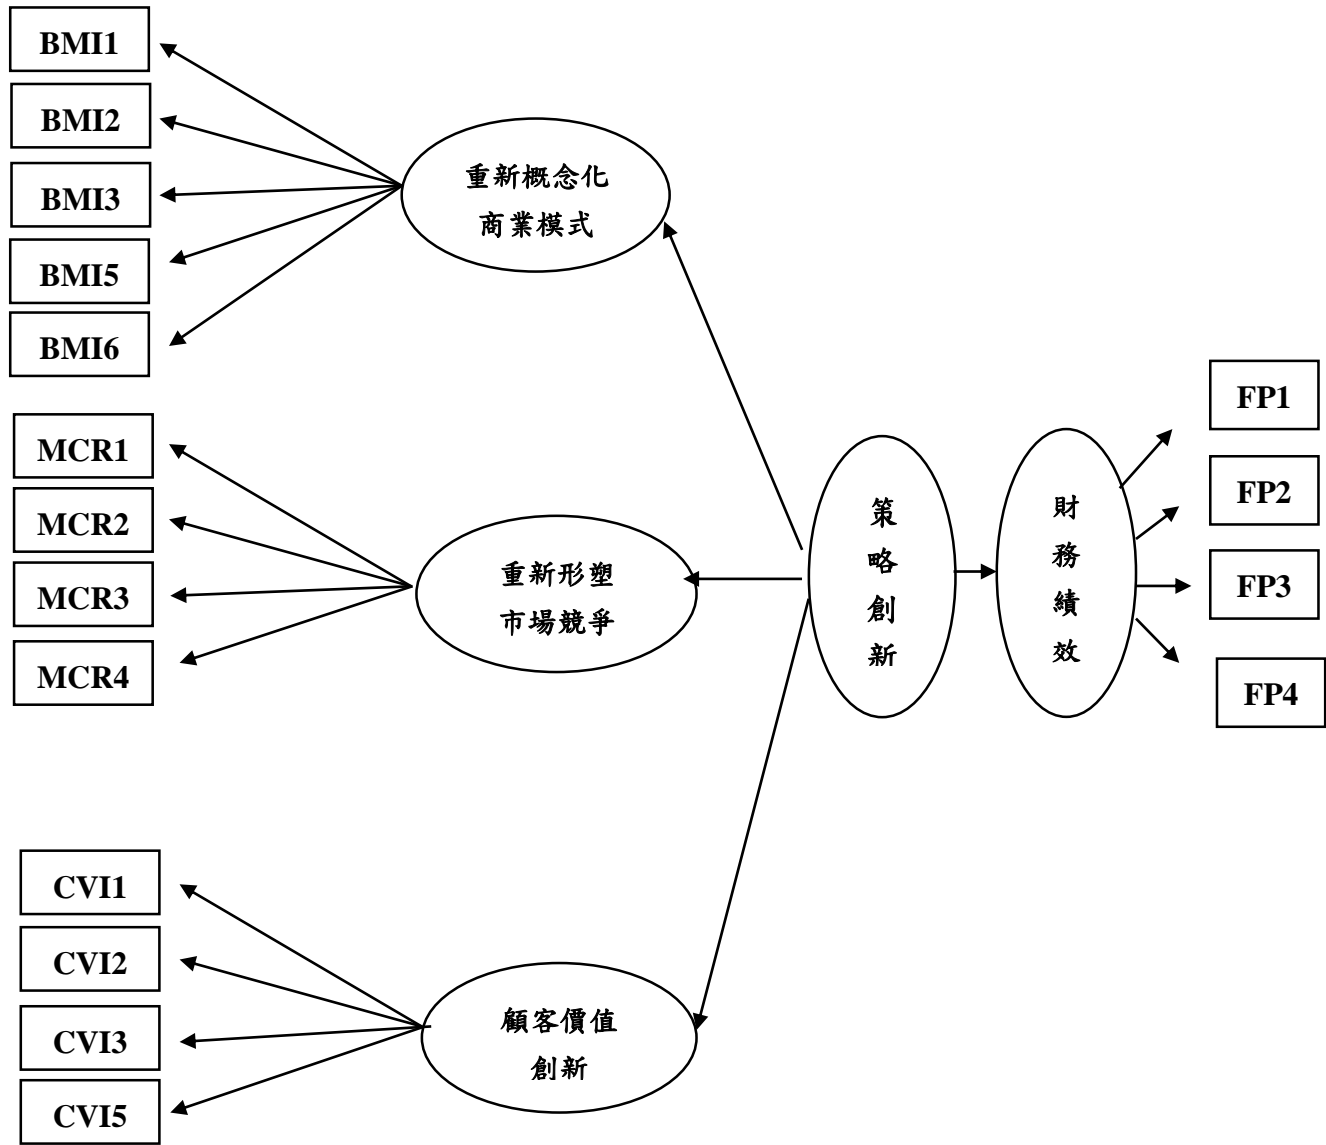 BMI1
BMI2
BMI3
BMI5
BMI6
重新概念化
商業模式
MCR1
MCR2
MCR3
MCR4
重新形塑
市場競爭
CVI1
CVI2
CVI3
CVI5
顧客價值
創新
策
略
創
新
財
務
績
效
FP1
FP2
FP3
FP4